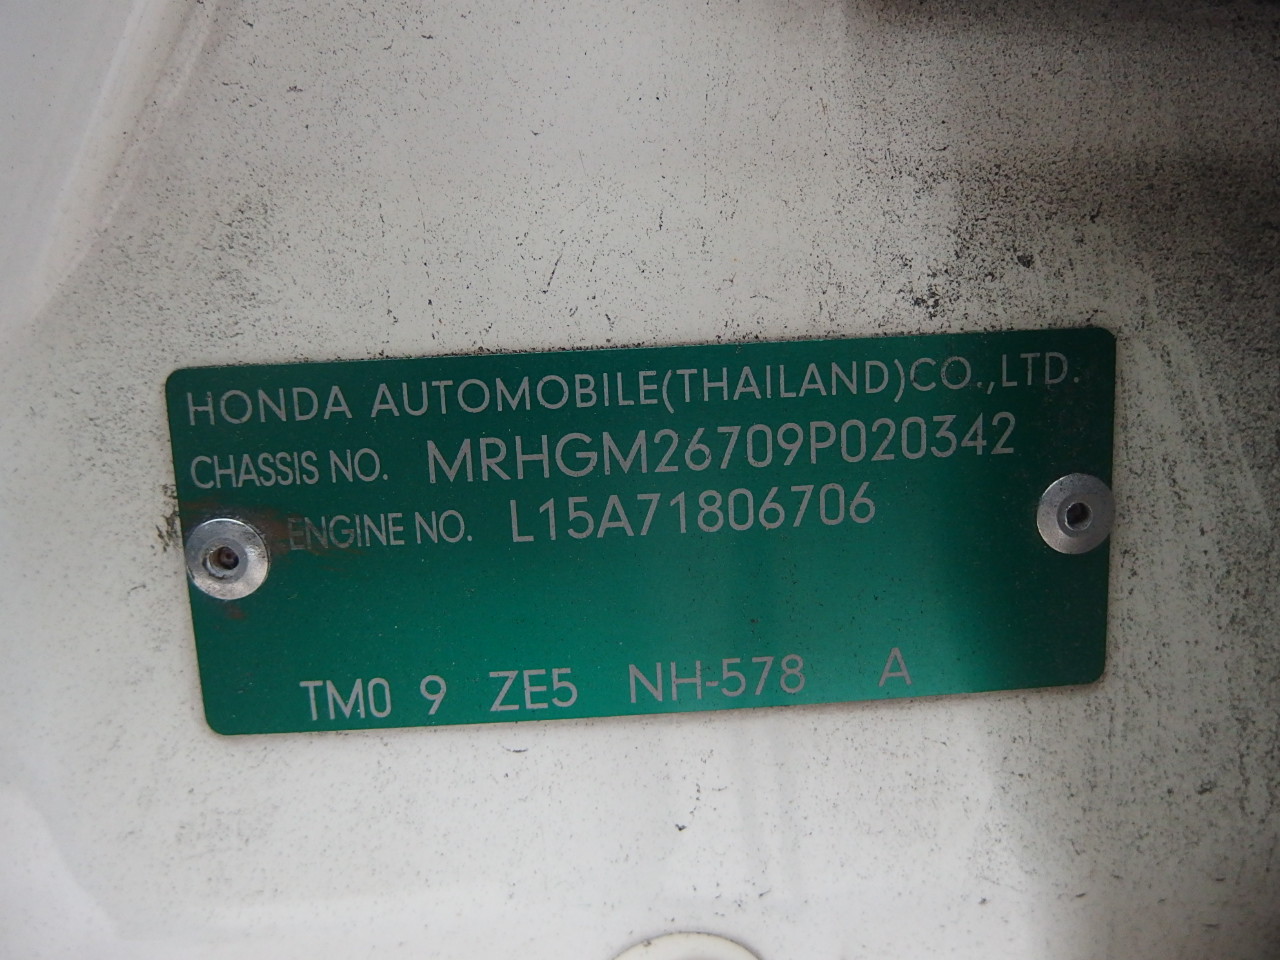 HONDA AUTOMOBILE(THAILAND)CO.,LTD.
CHASSIS NO. MRHGM26709P020342
ENGINE NO. L15A71806706
TM0 9 ZE5 NH-578 A